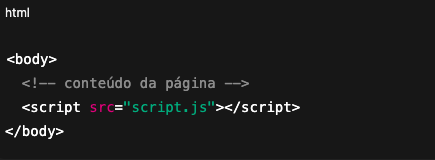 html
<body>
<!-- conteúdo da página -->
<script src="script.js"></script>
</body>